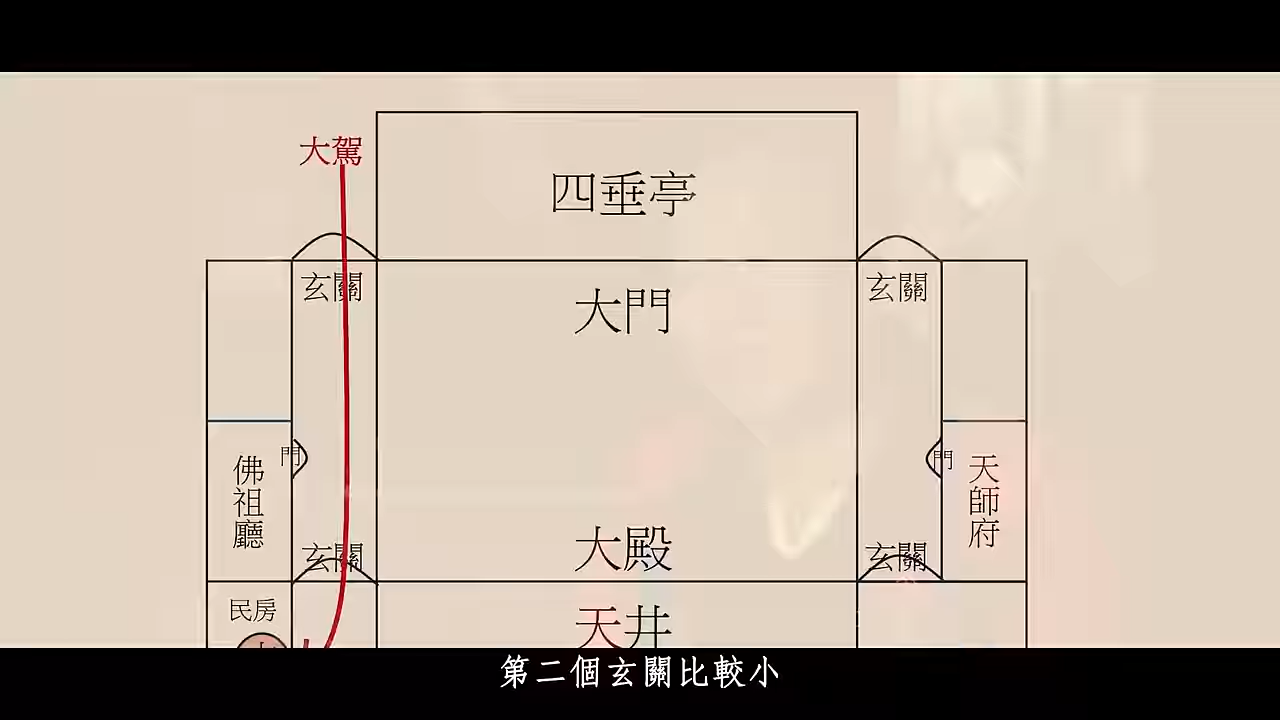 大駕
四垂亭
玄關
玄關
大門
佛祖廳
門
門
天師府
玄關
大殿
玄關
民房
天井
第二個玄關比較小